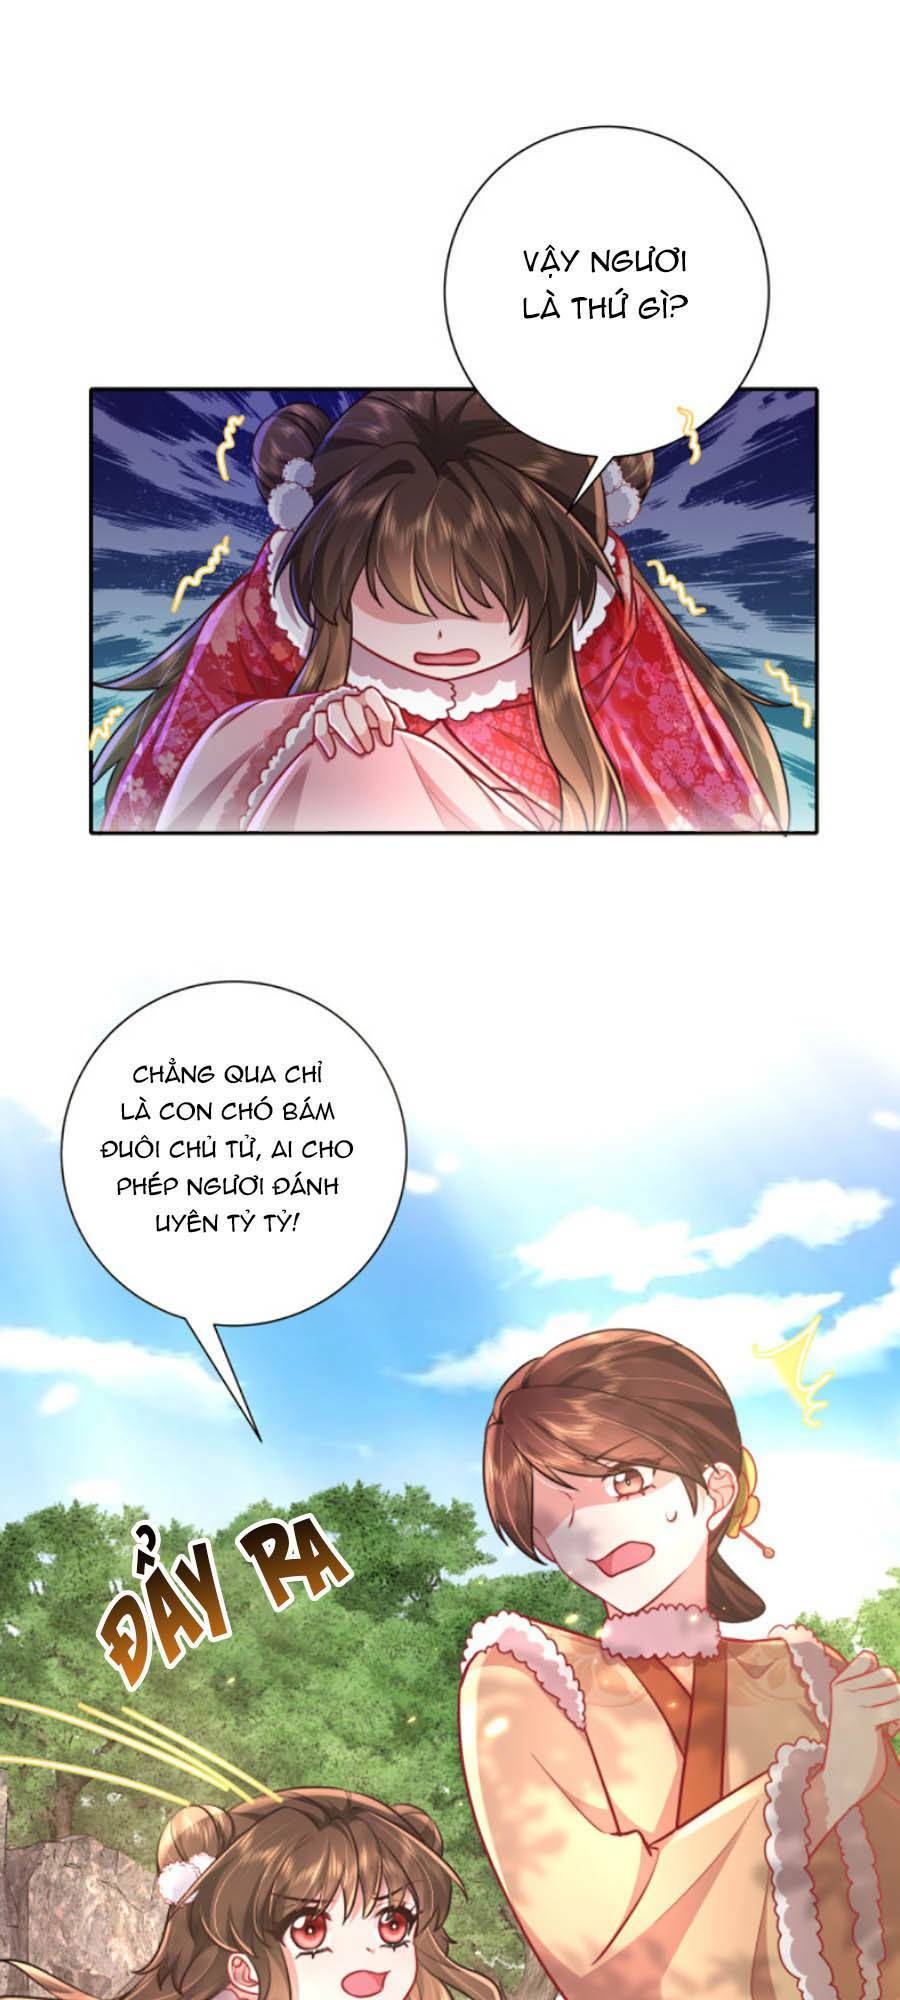 VẬY NGƯƠI
LÀ THỨ GÌ?
CHẲNG QUA CHỈ
LÀ CON CHÓ BÁM
ĐUÔI CHỦ TỬ, AI CHO
PHÉP NGƯƠI ĐÁNH
UYÊN TỶ TỶ!
ĐẨY RA